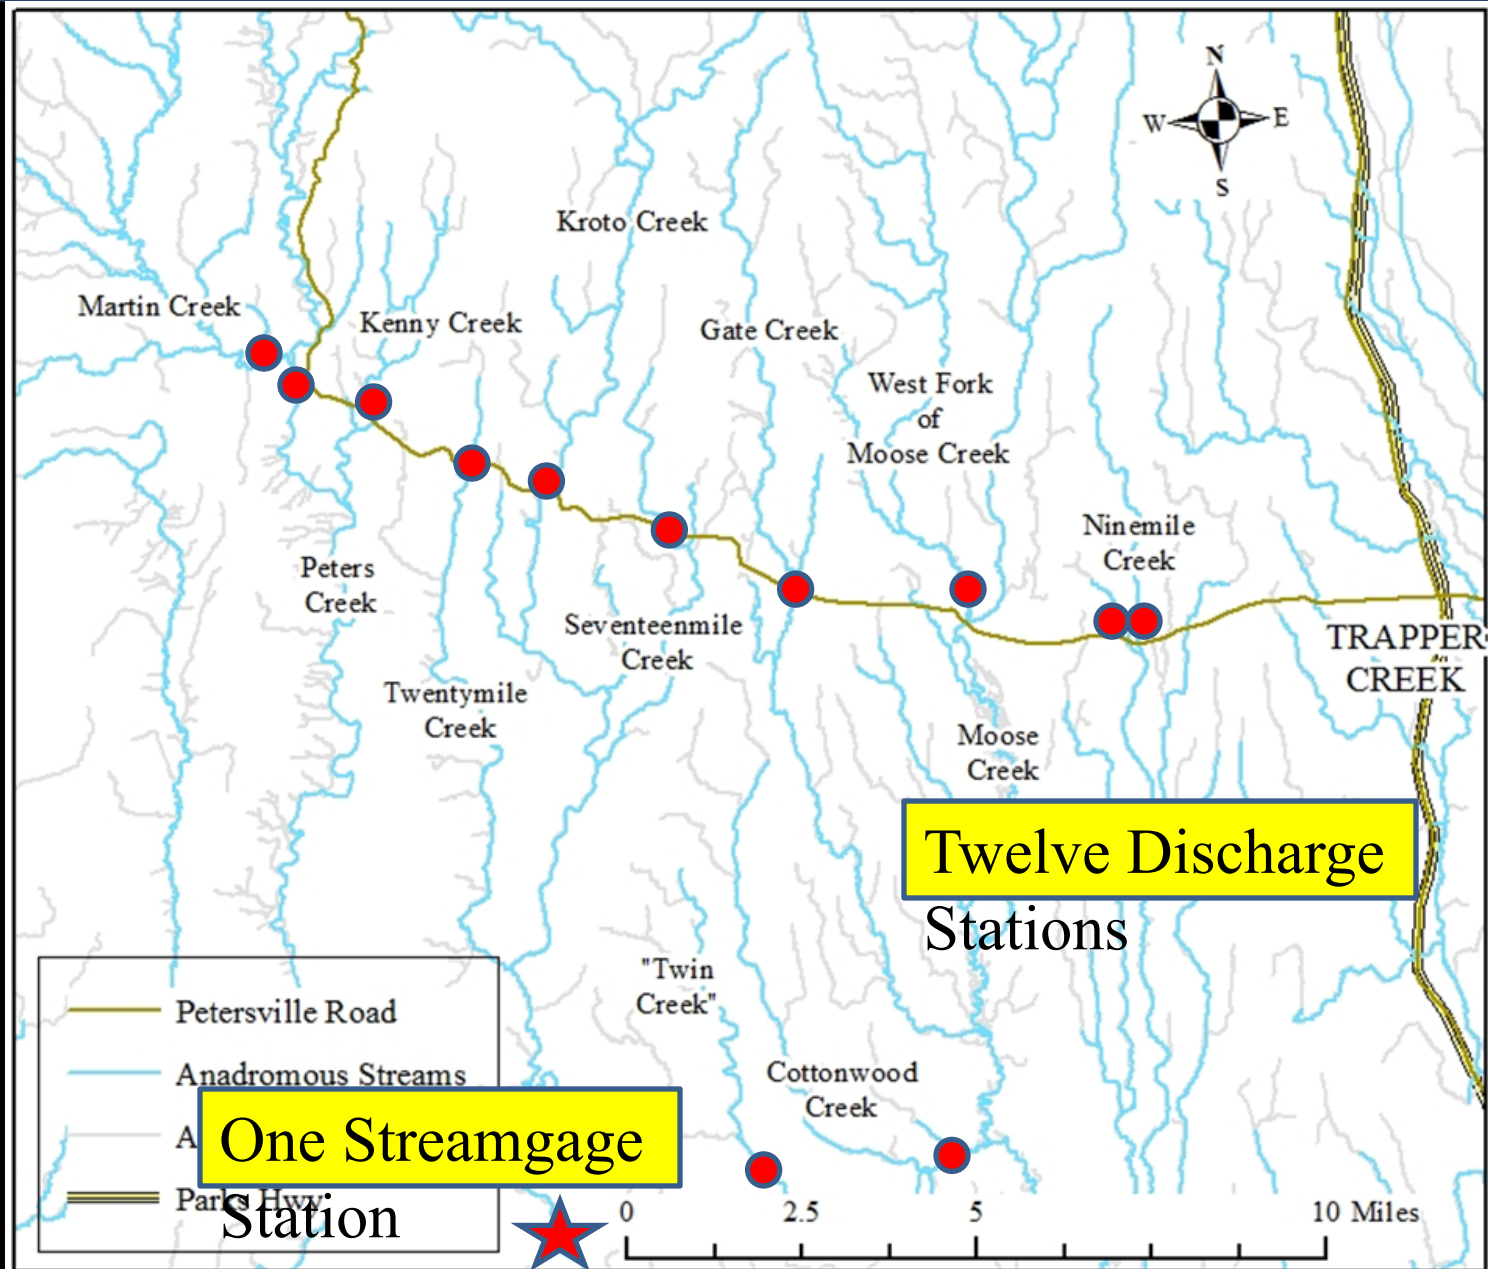 N
W E
S
Kroto Creek
Martin Creek
Kenny Creek
Gate Creek
West Fork
of
Moose Creek
Ninemile
Creek
Peters
Creek
Seventeenmile
Creek
TRAPPER
CREEK
Twentymile
Creek
Moose
Creek
Twelve Discharge
Stations
"Twin
Creek"
Cottonwood
Creek
Petersville Road
Anadromous Streams
A
Parks Hwy
One Streamgage
Station
0 2.5 5 10 Miles